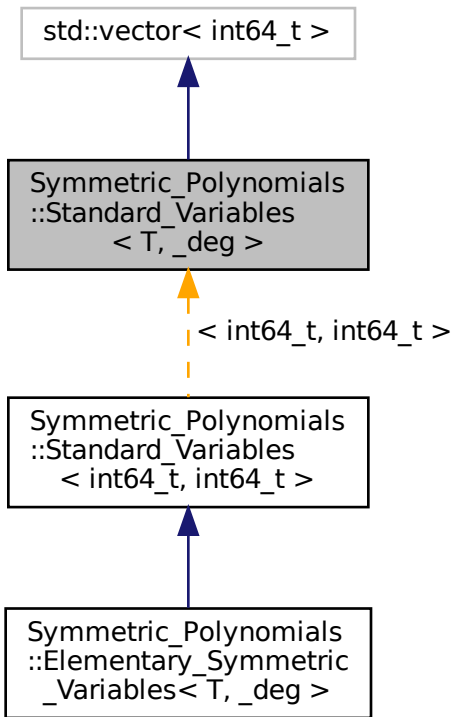 std::vector< int64_t >
Symmetric_Polynomials
::Standard_Variables
< T, _deg >
< int64_t, int64_t >
Symmetric_Polynomials
::Standard_Variables
< int64_t, int64_t >
Symmetric_Polynomials
::Elementary_Symmetric
_Variables< T, _deg >